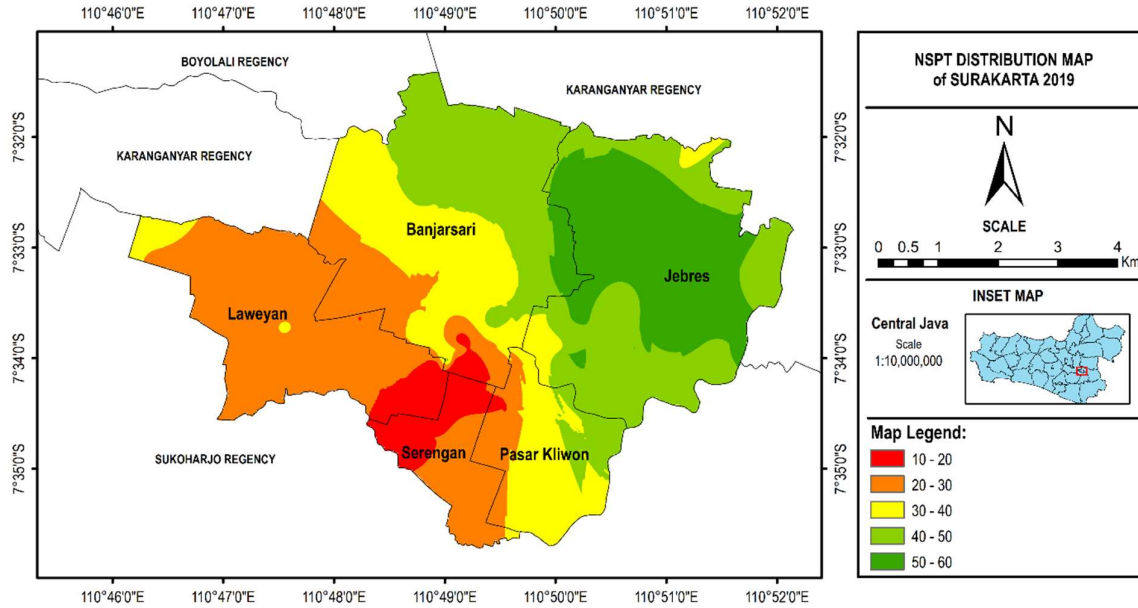 110°46'0"E 110°47'0"E 110°48'0"E 110°49'0"E 110°50'0"E 110°51'0"E 110°52'0"E
BOYOLALI REGENCY
KARANGANYAR REGENCY
7°32'0"S 7°32'0"S
KARANGANYAR REGENCY
Banjarsari
7°33'0"S 7°33'0"S
Jebres
Laweyan
7°34'0"S 7°34'0"S
Serengan
Pasar Kliwon
SUKOHARJO REGENCY
7°35'0"S 7°35'0"S
110°46'0"E 110°47'0"E 110°48'0"E 110°49'0"E 110°50'0"E 110°51'0"E 110°52'0"E
NSPT DISTRIBUTION MAP
of SURAKARTA 2019
N
SCALE
0 0.5 1 2 3 4
Km
INSET MAP
Central Java
Scale
1:10,000,000
Map Legend:
10 - 20
20 - 30
30 - 40
40 - 50
50 - 60